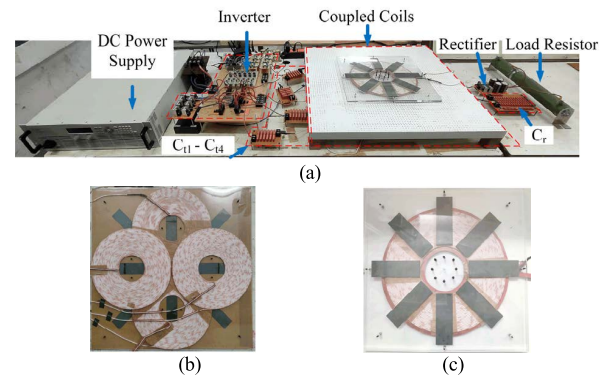 Inverter
Coupled Coils
DC Power
Supply
Rectifier
Load Resistor
Ct1 - Ct4
Cr
(a)
(b)
(c)